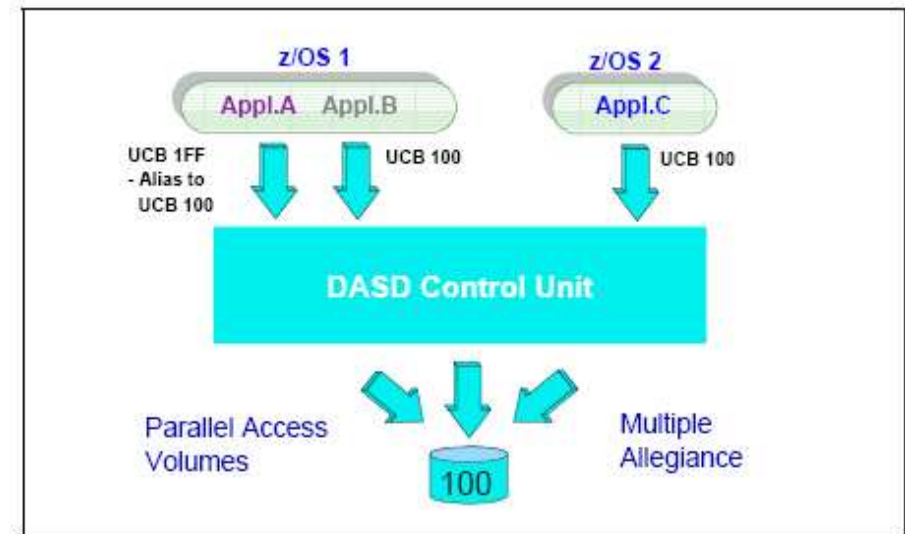 z/OS 1
z/OS 2
Appl.A Appl.B
Appl.C
UCB 1FF
- Alias to
UCB 100
UCB 100
UCB 100
DASD Control Unit
Parallel Access
Volumes
Multiple
Allegiance
100